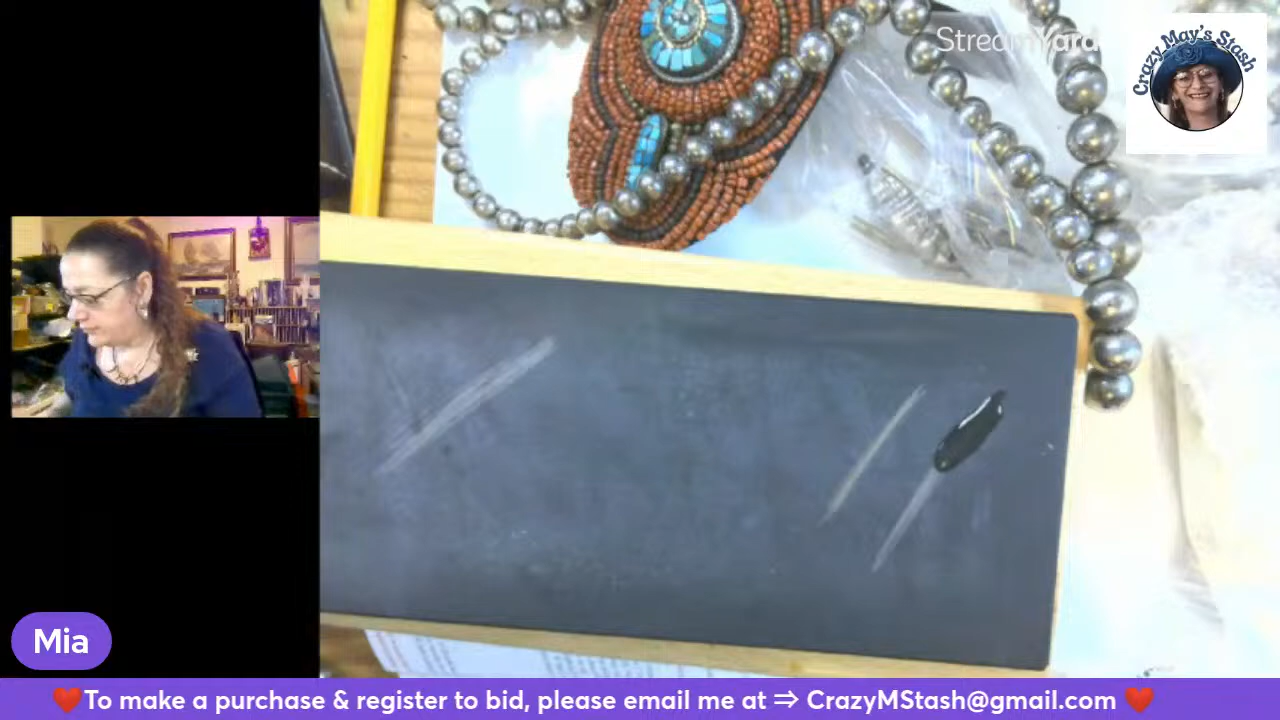 StreamYard
Crazy May's Stash
Mia
❤️To make a purchase & register to bid, please email me at ⇒ CrazyMStash@gmail.com ❤️